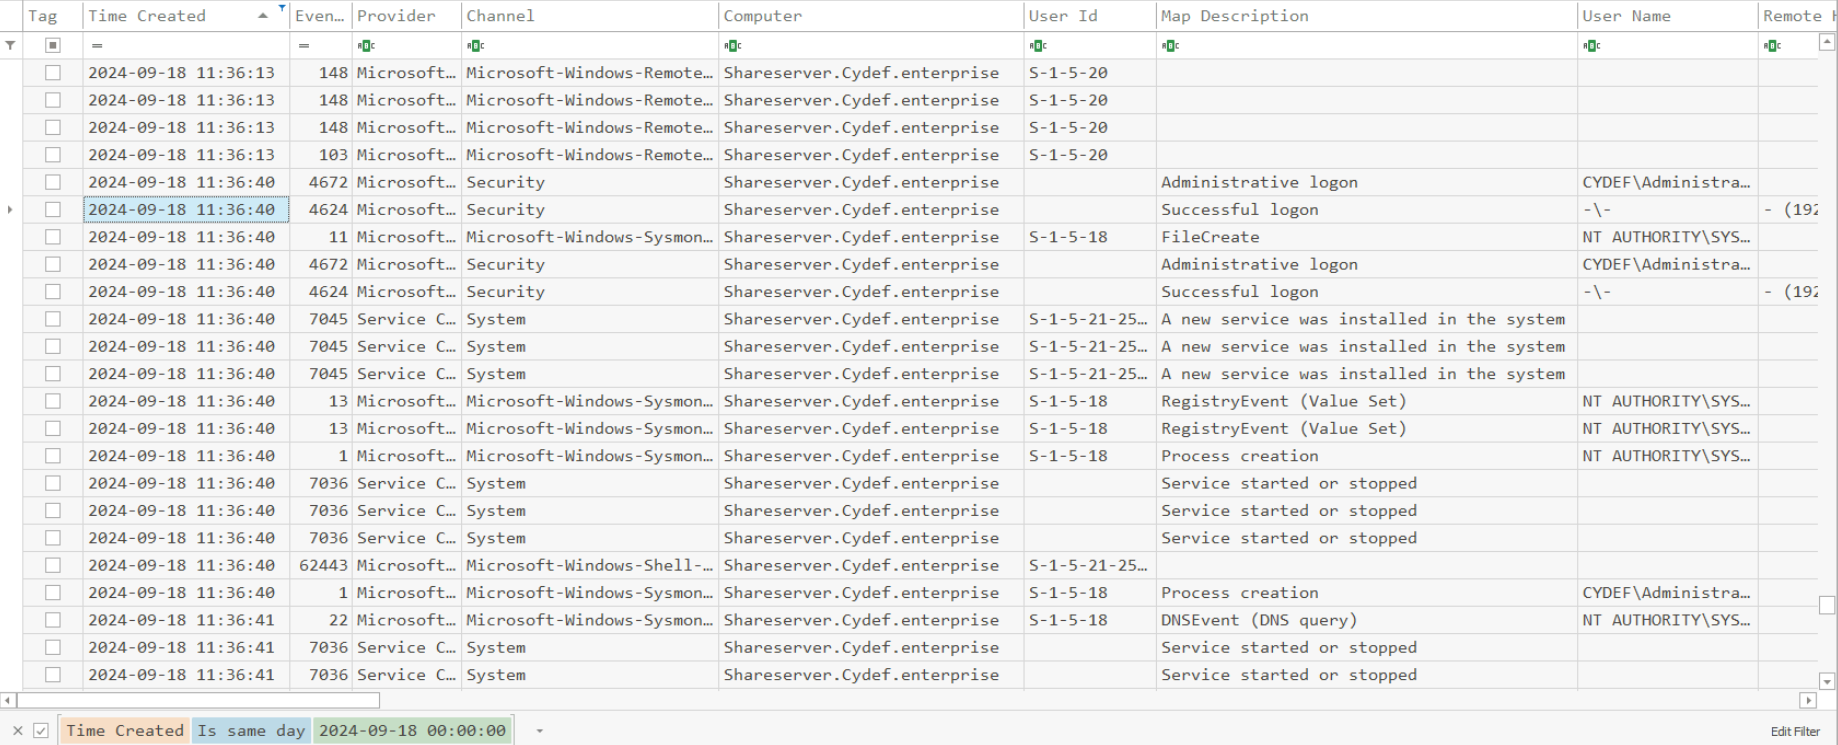 Tag Time Created Even... Provider Channel Computer User Id Map Description User Name Remote H
= =
2024-09-18 11:36:13 148 Microsoft... Microsoft-Windows-Remote... Shareserver.Cydef.enterprise S-1-5-20
2024-09-18 11:36:13 148 Microsoft... Microsoft-Windows-Remote... Shareserver.Cydef.enterprise S-1-5-20
2024-09-18 11:36:13 148 Microsoft... Microsoft-Windows-Remote... Shareserver.Cydef.enterprise S-1-5-20
2024-09-18 11:36:13 103 Microsoft... Microsoft-Windows-Remote... Shareserver.Cydef.enterprise S-1-5-20
2024-09-18 11:36:40 4672 Microsoft... Security Shareserver.Cydef.enterprise Administrative logon CYDEF\Administra...
2024-09-18 11:36:40 4624 Microsoft... Security Shareserver.Cydef.enterprise Successful logon -\- - (192
2024-09-18 11:36:40 11 Microsoft... Microsoft-Windows-Sysmon... Shareserver.Cydef.enterprise S-1-5-18 FileCreate NT AUTHORITY\SYS...
2024-09-18 11:36:40 4672 Microsoft... Security Shareserver.Cydef.enterprise Administrative logon CYDEF\Administra...
2024-09-18 11:36:40 4624 Microsoft... Security Shareserver.Cydef.enterprise Successful logon -\- - (192
2024-09-18 11:36:40 7045 Service C... System Shareserver.Cydef.enterprise S-1-5-21-25... A new service was installed in the system
2024-09-18 11:36:40 7045 Service C... System Shareserver.Cydef.enterprise S-1-5-21-25... A new service was installed in the system
2024-09-18 11:36:40 7045 Service C... System Shareserver.Cydef.enterprise S-1-5-21-25... A new service was installed in the system
2024-09-18 11:36:40 13 Microsoft... Microsoft-Windows-Sysmon... Shareserver.Cydef.enterprise S-1-5-18 RegistryEvent (Value Set) NT AUTHORITY\SYS...
2024-09-18 11:36:40 13 Microsoft... Microsoft-Windows-Sysmon... Shareserver.Cydef.enterprise S-1-5-18 RegistryEvent (Value Set) NT AUTHORITY\SYS...
2024-09-18 11:36:40 1 Microsoft... Microsoft-Windows-Sysmon... Shareserver.Cydef.enterprise S-1-5-18 Process creation NT AUTHORITY\SYS...
2024-09-18 11:36:40 7036 Service C... System Shareserver.Cydef.enterprise Service started or stopped
2024-09-18 11:36:40 7036 Service C... System Shareserver.Cydef.enterprise Service started or stopped
2024-09-18 11:36:40 7036 Service C... System Shareserver.Cydef.enterprise Service started or stopped
2024-09-18 11:36:40 62443 Microsoft... Microsoft-Windows-Shell-... Shareserver.Cydef.enterprise S-1-5-21-25...
2024-09-18 11:36:40 1 Microsoft... Microsoft-Windows-Sysmon... Shareserver.Cydef.enterprise S-1-5-18 Process creation CYDEF\Administra...
2024-09-18 11:36:41 22 Microsoft... Microsoft-Windows-Sysmon... Shareserver.Cydef.enterprise S-1-5-18 DNSEvent (DNS query) NT AUTHORITY\SYS...
2024-09-18 11:36:41 7036 Service C... System Shareserver.Cydef.enterprise Service started or stopped
2024-09-18 11:36:41 7036 Service C... System Shareserver.Cydef.enterprise Service started or stopped
Time Created Is same day 2024-09-18 00:00:00 Edit Filter